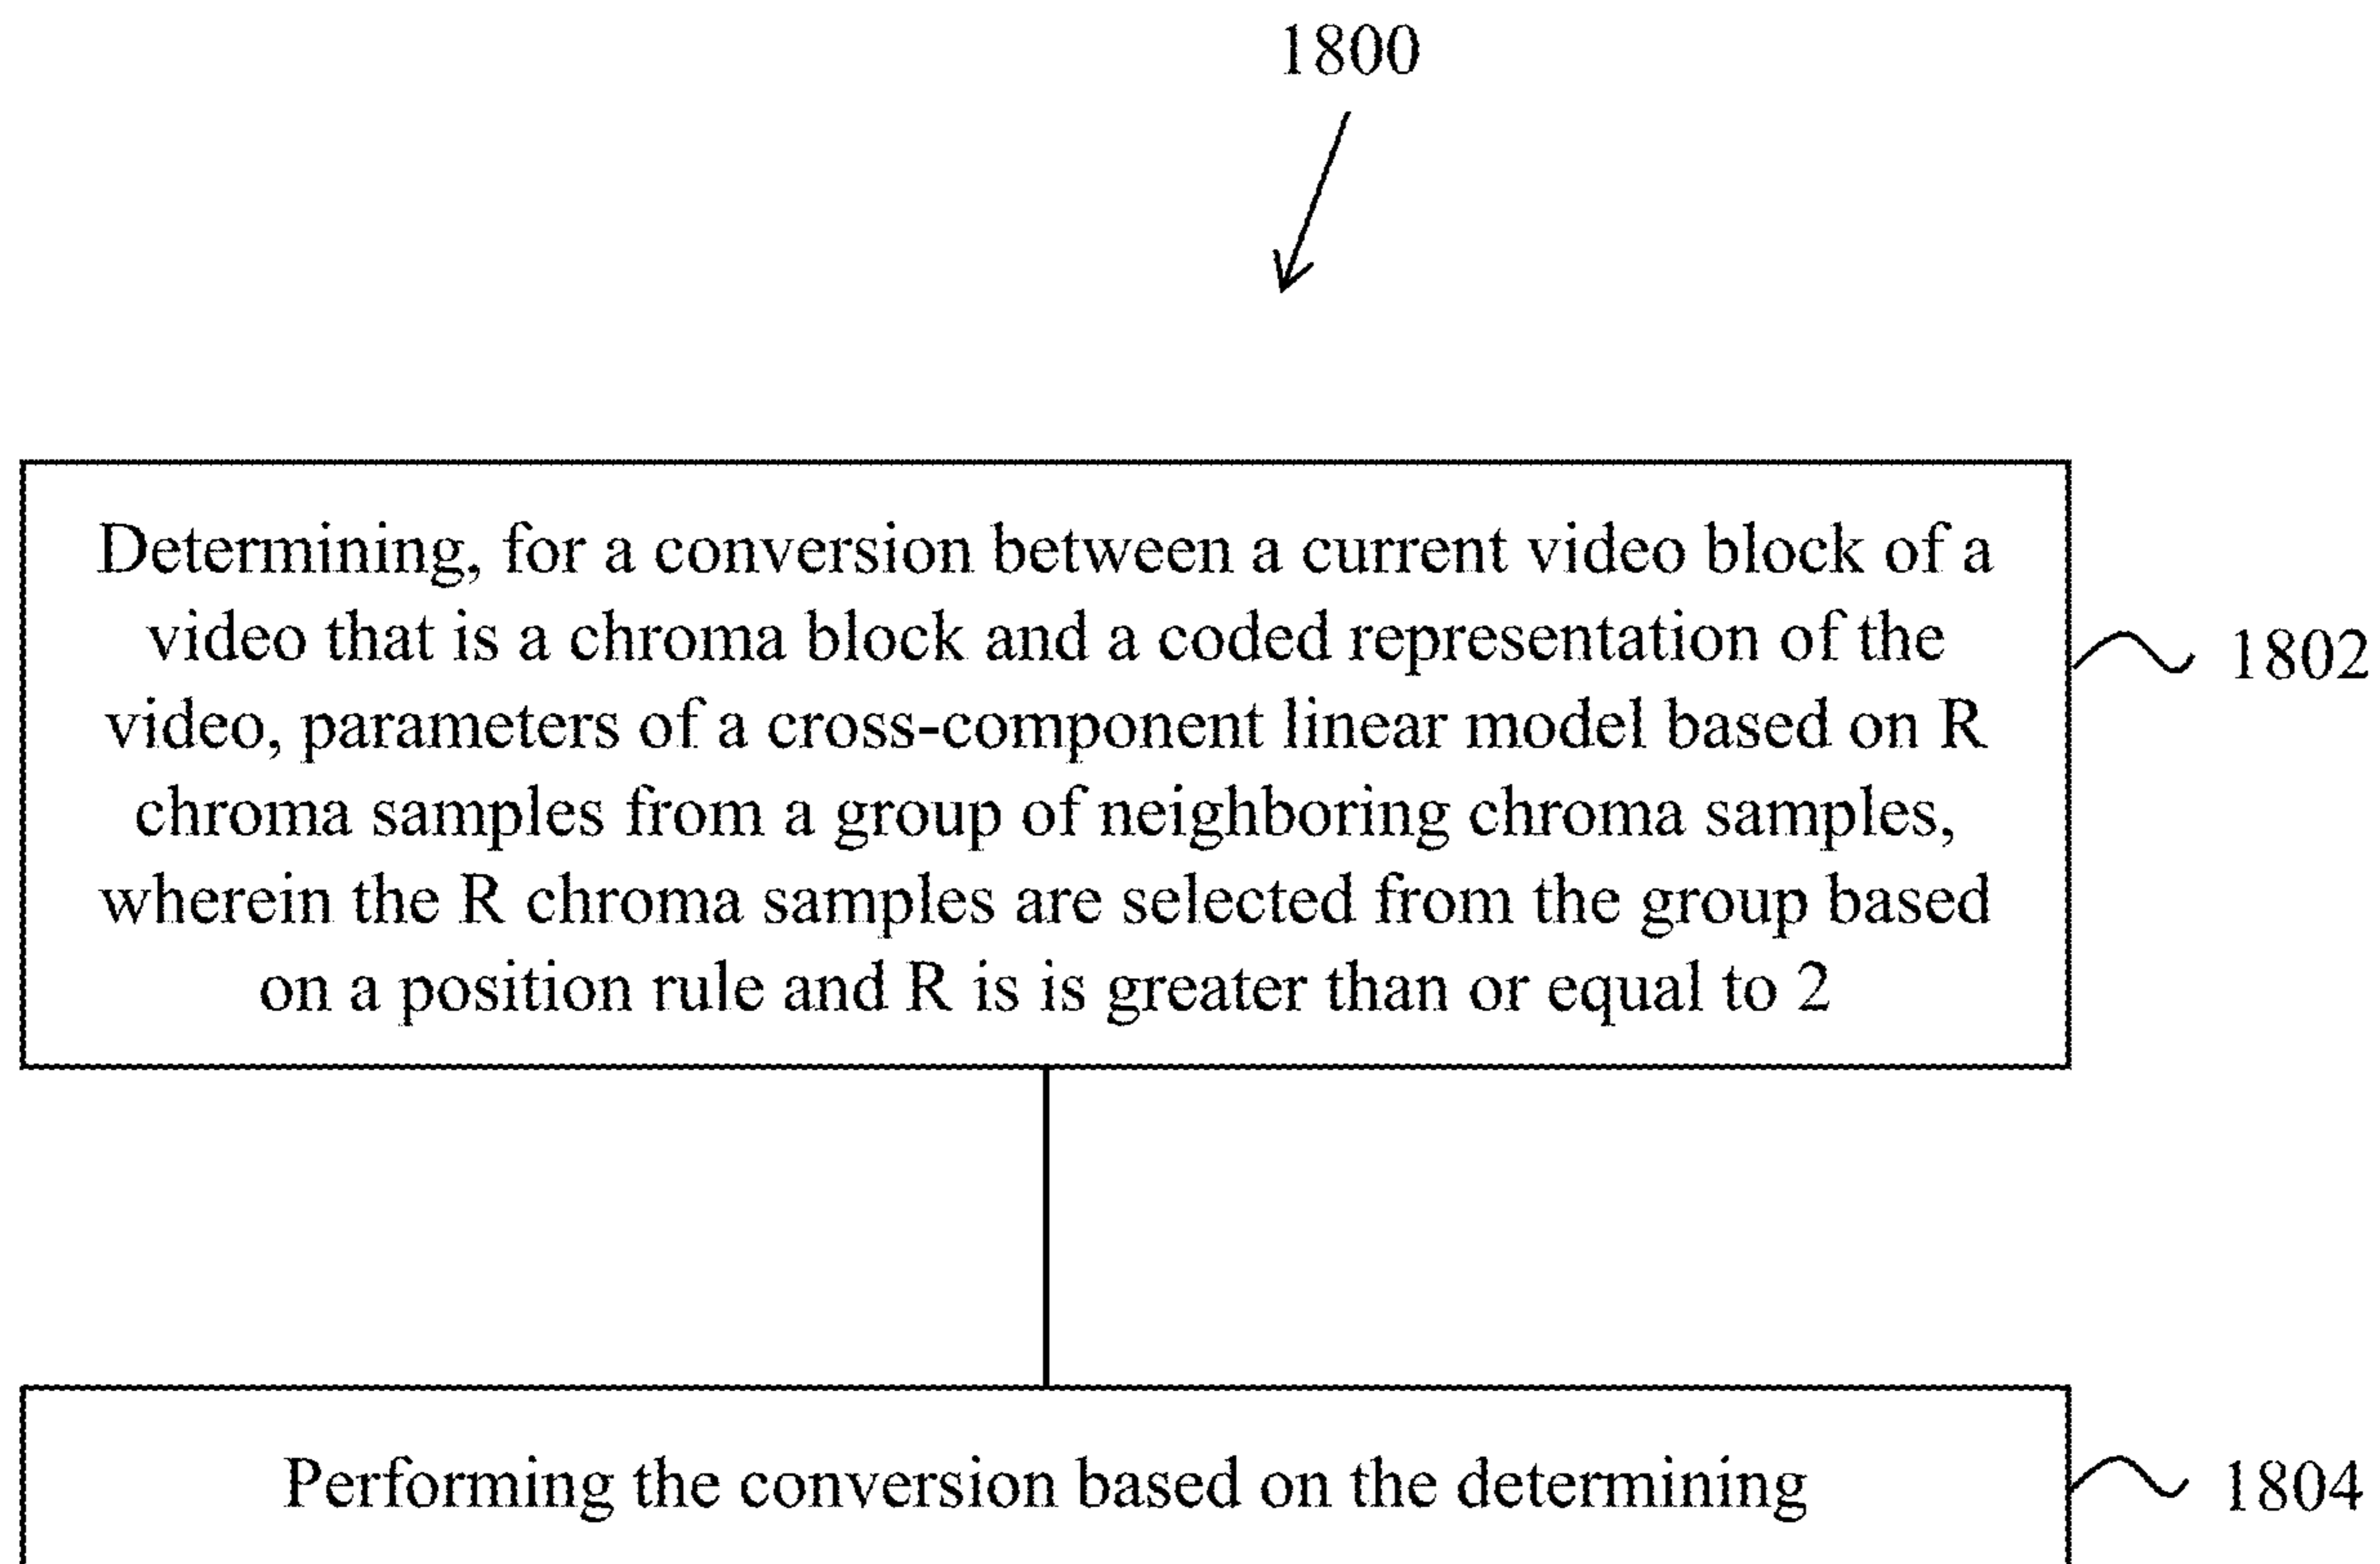 1800
Determining, for a conversion between a current video block of a
video that is a chroma block and a coded representation of the
video, parameters of a cross-component linear model based on R
chroma samples from a group of neighboring chroma samples,
wherein the R chroma samples are selected from the group based
on a position rule and R is is greater than or equal to 2
1802
Performing the conversion based on the determining
1804